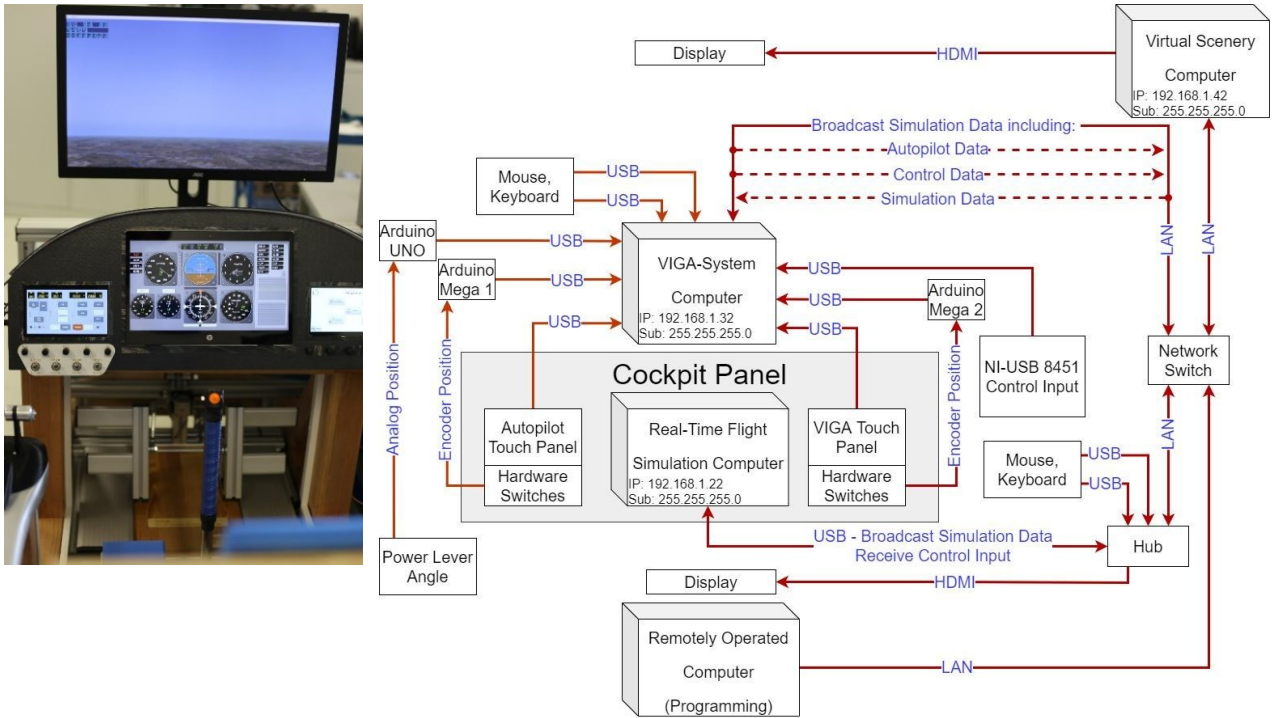 Display
HDMI
Virtual Scenery
Computer
IP: 192.168.1.42
Sub: 255.255.255.0
Broadcast Simulation Data including:
Autopilot Data
Control Data
Simulation Data
Mouse,
Keyboard
USB
USB
LAN
LAN
Arduino
UNO
USB
Arduino
Mega 1
USB
USB
VIGA-System
Computer
IP: 192.168.1.32
Sub: 255.255.255.0
USB
USB
USB
Arduino
Mega 2
NI-USB 8451
Control Input
Network
Switch
Analog Position
Encoder Position
Cockpit Panel
Autopilot
Touch Panel
Hardware
Switches
Real-Time Flight
Simulation Computer
IP: 192.168.1.22
Sub: 255.255.255.0
VIGA Touch
Panel
Hardware
Switches
Encoder Position
Mouse,
Keyboard
USB
USB
LAN
Power Lever
Angle
USB - Broadcast Simulation Data
Receive Control Input
Hub
Display
HDMI
Remotely Operated
Computer
(Programming)
LAN